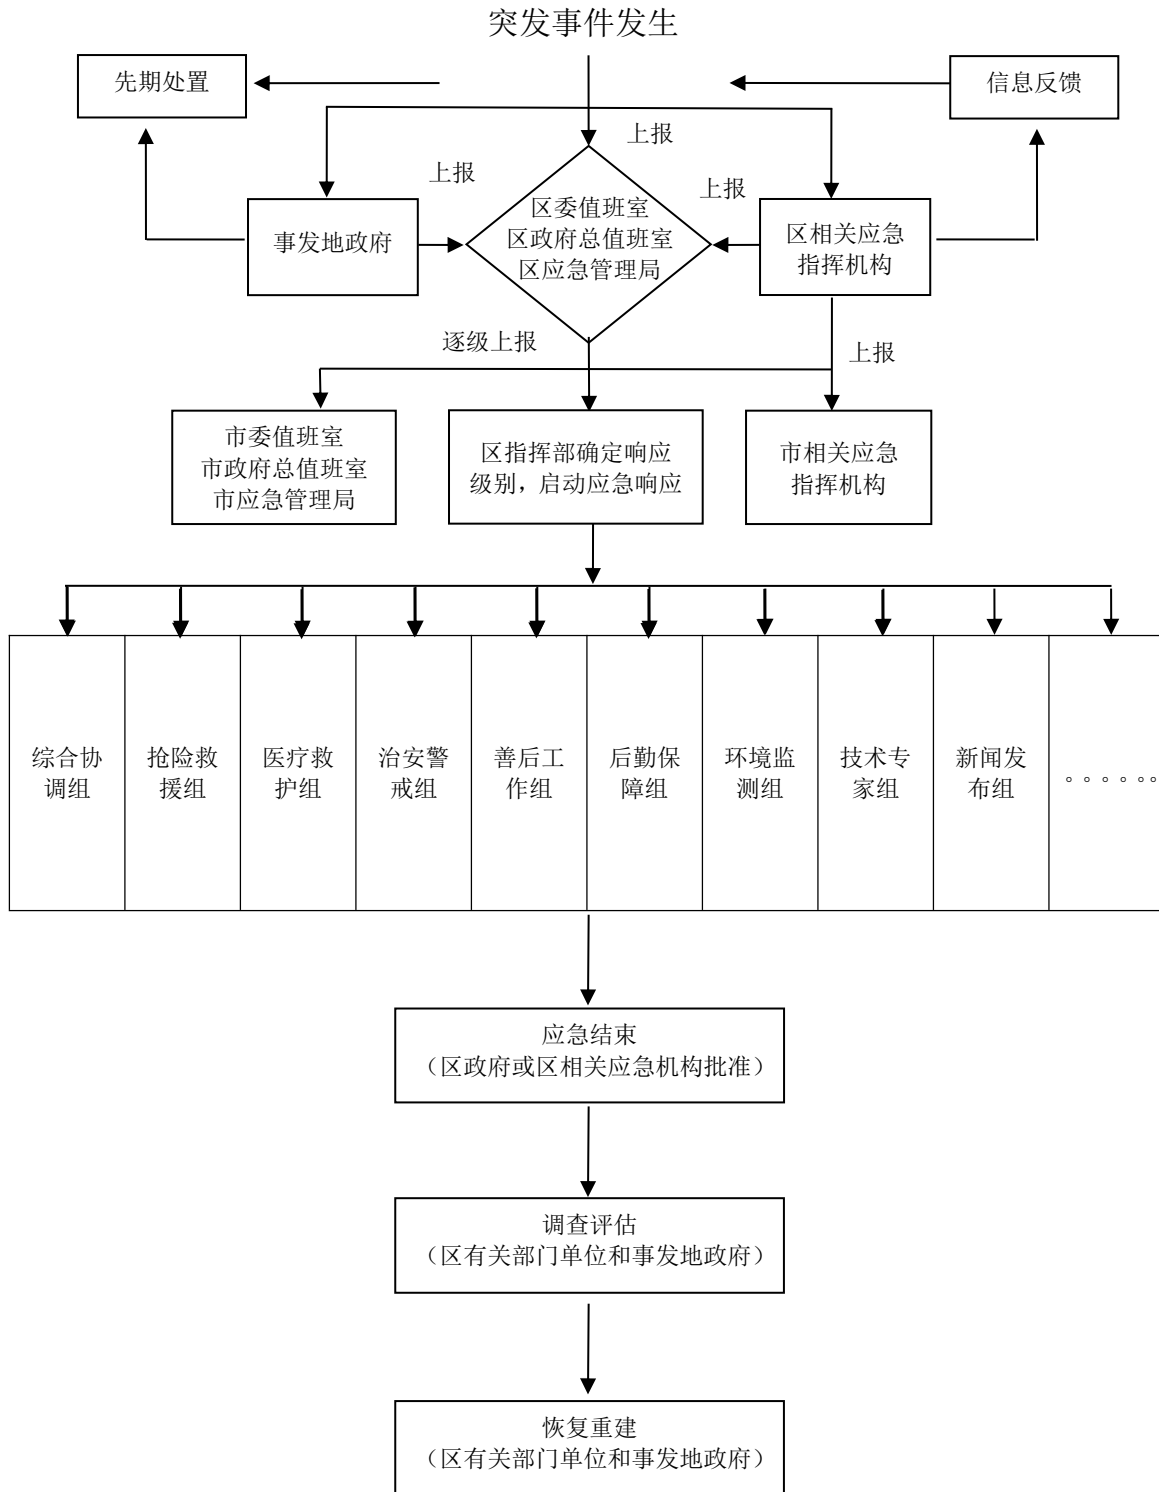 突发事件发生
先期处置
信息反馈
上报
上报
上报
事发地政府
区委值班室
区政府总值班室
区应急管理局
区相关应急
指挥机构
逐级上报
上报
市委值班室
市政府总值班室
市应急管理局
区指挥部确定响应
级别，启动应急响应
市相关应急
指挥机构
综合协
调组
抢险救
援组
医疗救
护组
治安警
戒组
善后工
作组
后勤保
障组
环境监
测组
技术专
家组
新闻发
布组
。。。。。。
应急结束
（区政府或区相关应急机构批准）
调查评估
（区有关部门单位和事发地政府）
恢复重建
（区有关部门单位和事发地政府）